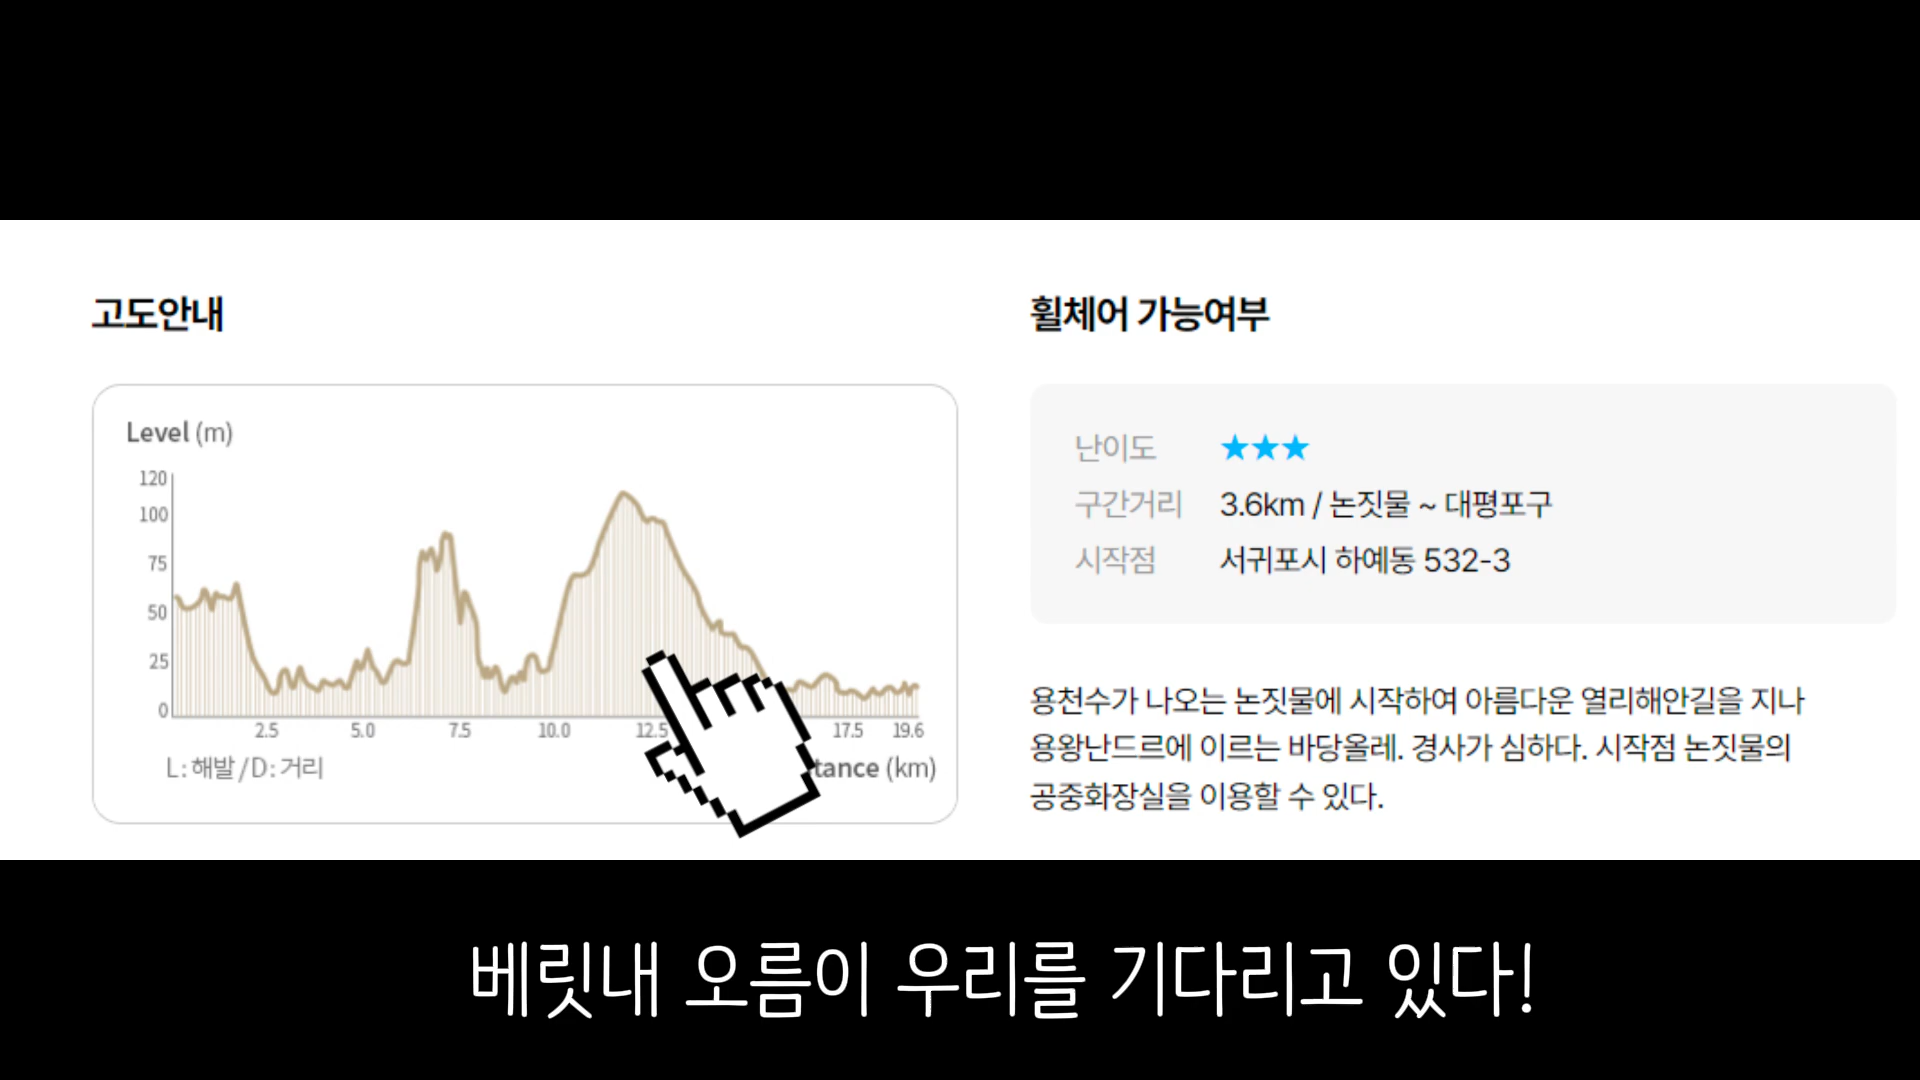 고도안내
Level (m)
120
100
75
50
25
0
2.5 5.0 7.5 10.0 12.5 17.5 19.6
L: 해발 / D: 거리
tance (km)
휠체어 가능여부
난이도 ★★★
구간거리 3.6km / 논짓물 ~ 대평포구
시작점 서귀포시 하예동 532-3
용천수가 나오는 논짓물에 시작하여 아름다운 열리해안길을 지나
용왕난드르에 이르는 바당올레. 경사가 심하다. 시작점 논짓물의
공중화장실을 이용할 수 있다.
베릿내 오름이 우리를 기다리고 있다!